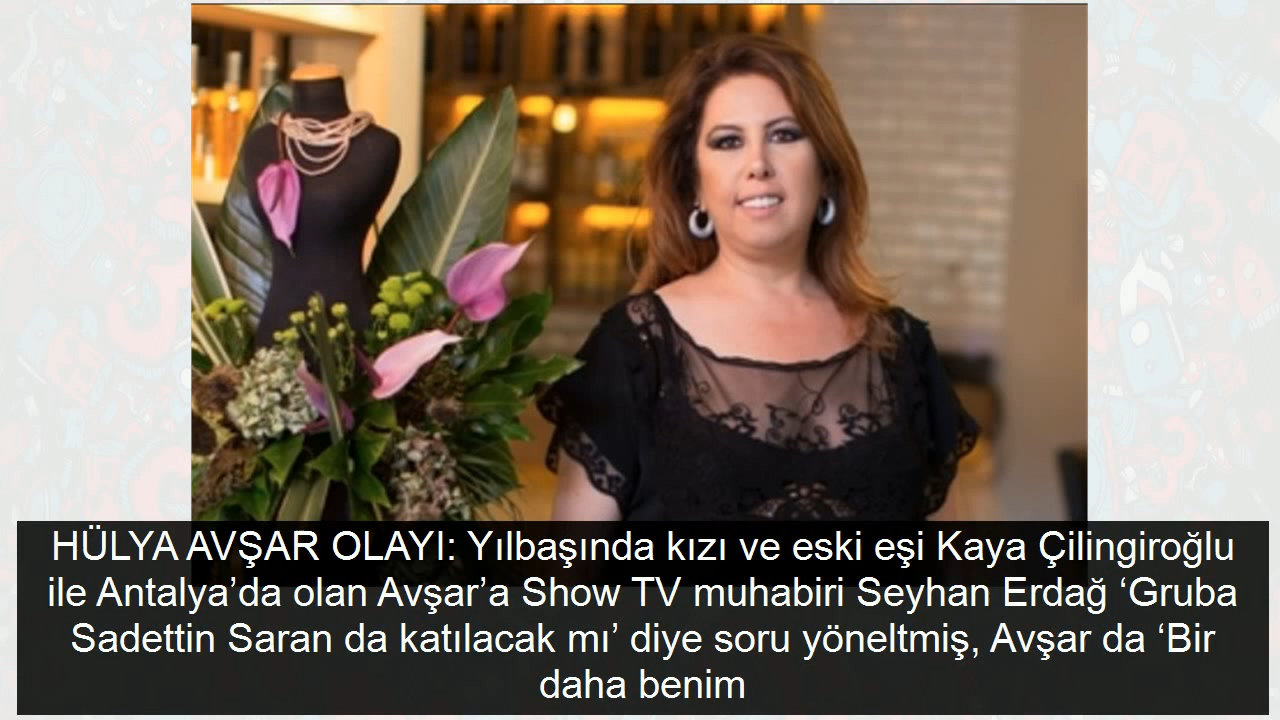 HÜLYA AVŞAR OLAYI: Yılbaşında kızı ve eski eşi Kaya Çilingiroğlu
ile Antalya’da olan Avşar’a Show TV muhabiri Seyhan Erdağ ‘Gruba
Sadettin Saran da katılacak mı’ diye soru yöneltmiş, Avşar da ‘Bir
daha benim